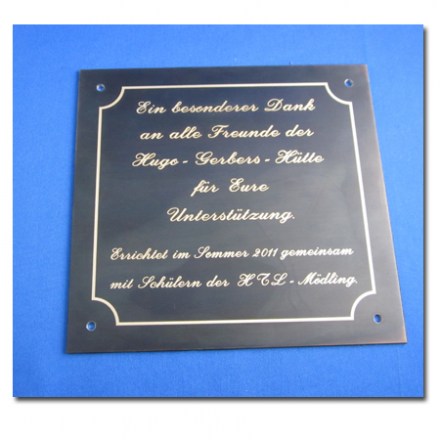 Ein besonderer Dank
an alle Freunde der
Hugo - Gerbers - Hütte
für Eure
Unterstützung.
Errichtet im Sommer 2011 gemeinsam
mit Schülern der HTL - Mödling.